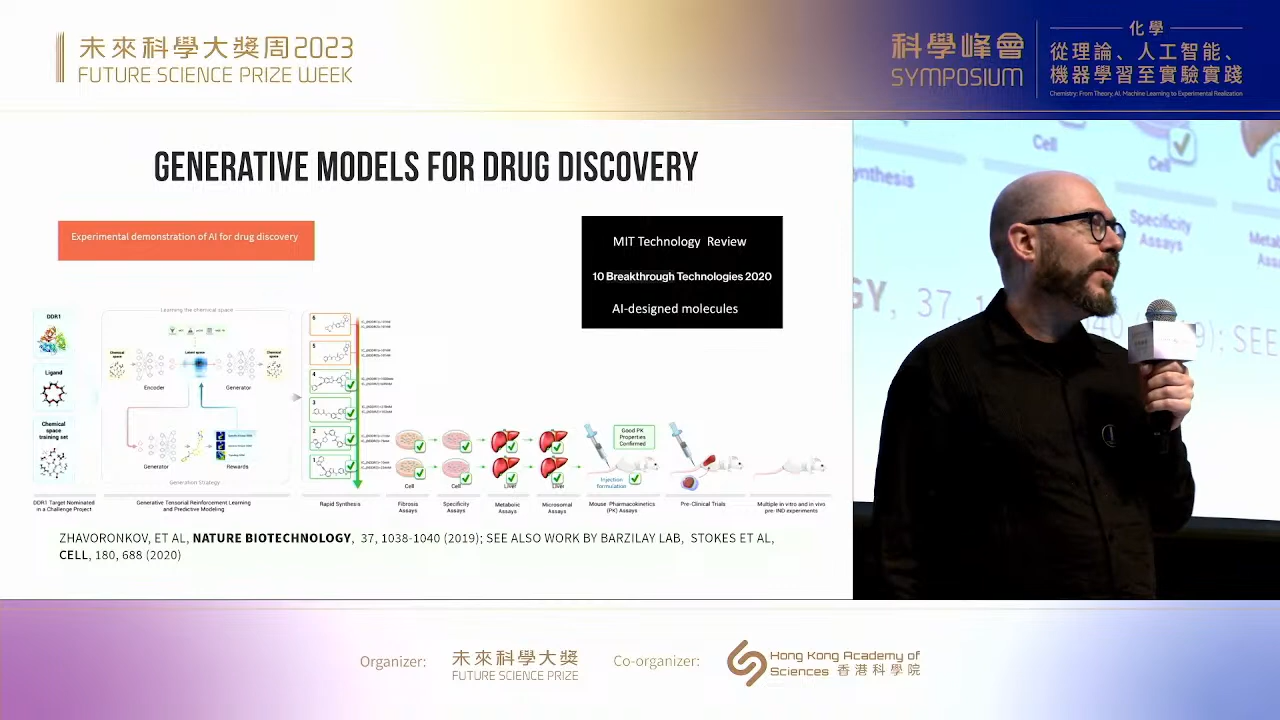 未來科學大獎周2023
FUTURE SCIENCE PRIZE WEEK
科學峰會
SYMPOSIUM
化學
從理論、人工智能、
機器學習至實驗實踐
Chemistry: From Theory, AI, Machine Learning to Experimental Realization
GENERATIVE MODELS FOR DRUG DISCOVERY
Experimental demonstration of AI for drug discovery
MIT Technology Review
10 Breakthrough Technologies 2020
AI-designed molecules
DDR1
Ligand
Chemical
space
training set
DDR1 Target Nominated
in a Challenge Project
Learning the chemical space
Chemical
space
Latent space
Chemical
space
Encoder
Generator
Generator
Rewards
Generation Strategy
Generative Tensorial Reinforcement Learning
and Predictive Modeling
6
5
4
3
2
Rapid Synthesis
Cell
Fibrosis
Assays
Cell
Specificity
Assays
Liver
Metabolic
Assays
Liver
Microsomal
Assays
Good PK
Properties
Confirmed
Injection
formulation
Mouse Pharmacokinetics
(PK) Assays
Pre-Clinical Trials
Multiple in vitro and in vivo
pre-IND experiments
ZHAVORONKOV, ET AL, NATURE BIOTECHNOLOGY, 37, 1038-1040 (2019); SEE ALSO WORK BY BARZILAY LAB, STOKES ET AL,
CELL, 180, 688 (2020)
Cell
Cell
ynthesis
Specificity
Assays
GY, 37, 1
9); SEE
Organizer:
未來科學大獎
FUTURE SCIENCE PRIZE
Co-organizer:
Hong Kong Academy of
Sciences 香港科學院